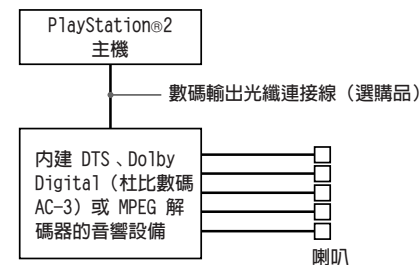 PlayStation®2
主機
數碼輸出光纖連接線（選購品）
內建 DTS、Dolby
Digital（杜比數碼
AC-3）或 MPEG 解
碼器的音響設備
喇叭